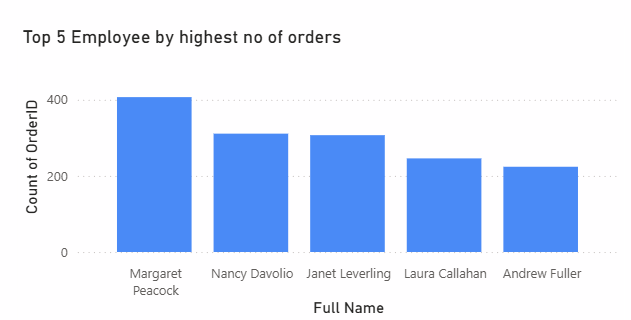 Top 5 Employee by highest no of orders
Count of OrderID
400
200
0
Margaret
Peacock
Nancy Davolio
Janet Leverling
Laura Callahan
Andrew Fuller
Full Name